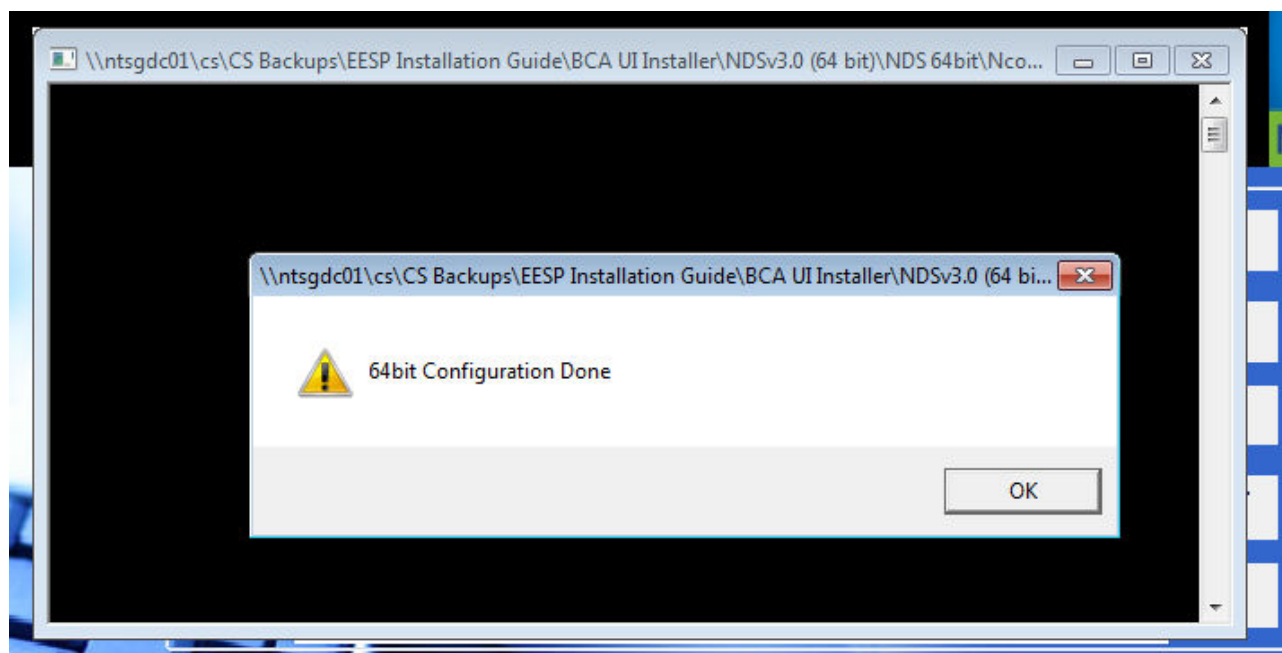 \\ntsgdc01\cs\CS Backups\EESP Installation Guide\BCA UI Installer\NDSv3.0 (64 bit)\NDS 64bit\Nco...
\\ntsgdc01\cs\CS Backups\EESP Installation Guide\BCA UI Installer\NDSv3.0 (64 bi...
64bit Configuration Done
OK